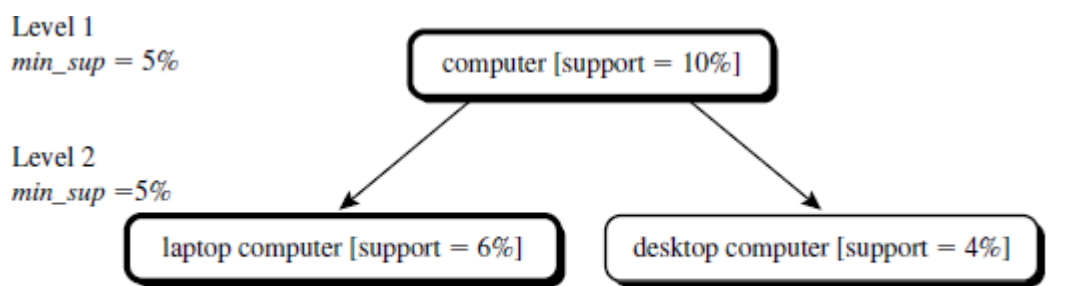 Level 1
min_sup = 5%
computer [support = 10%]
Level 2
min_sup =5%
laptop computer [support = 6%]
desktop computer [support = 4%]